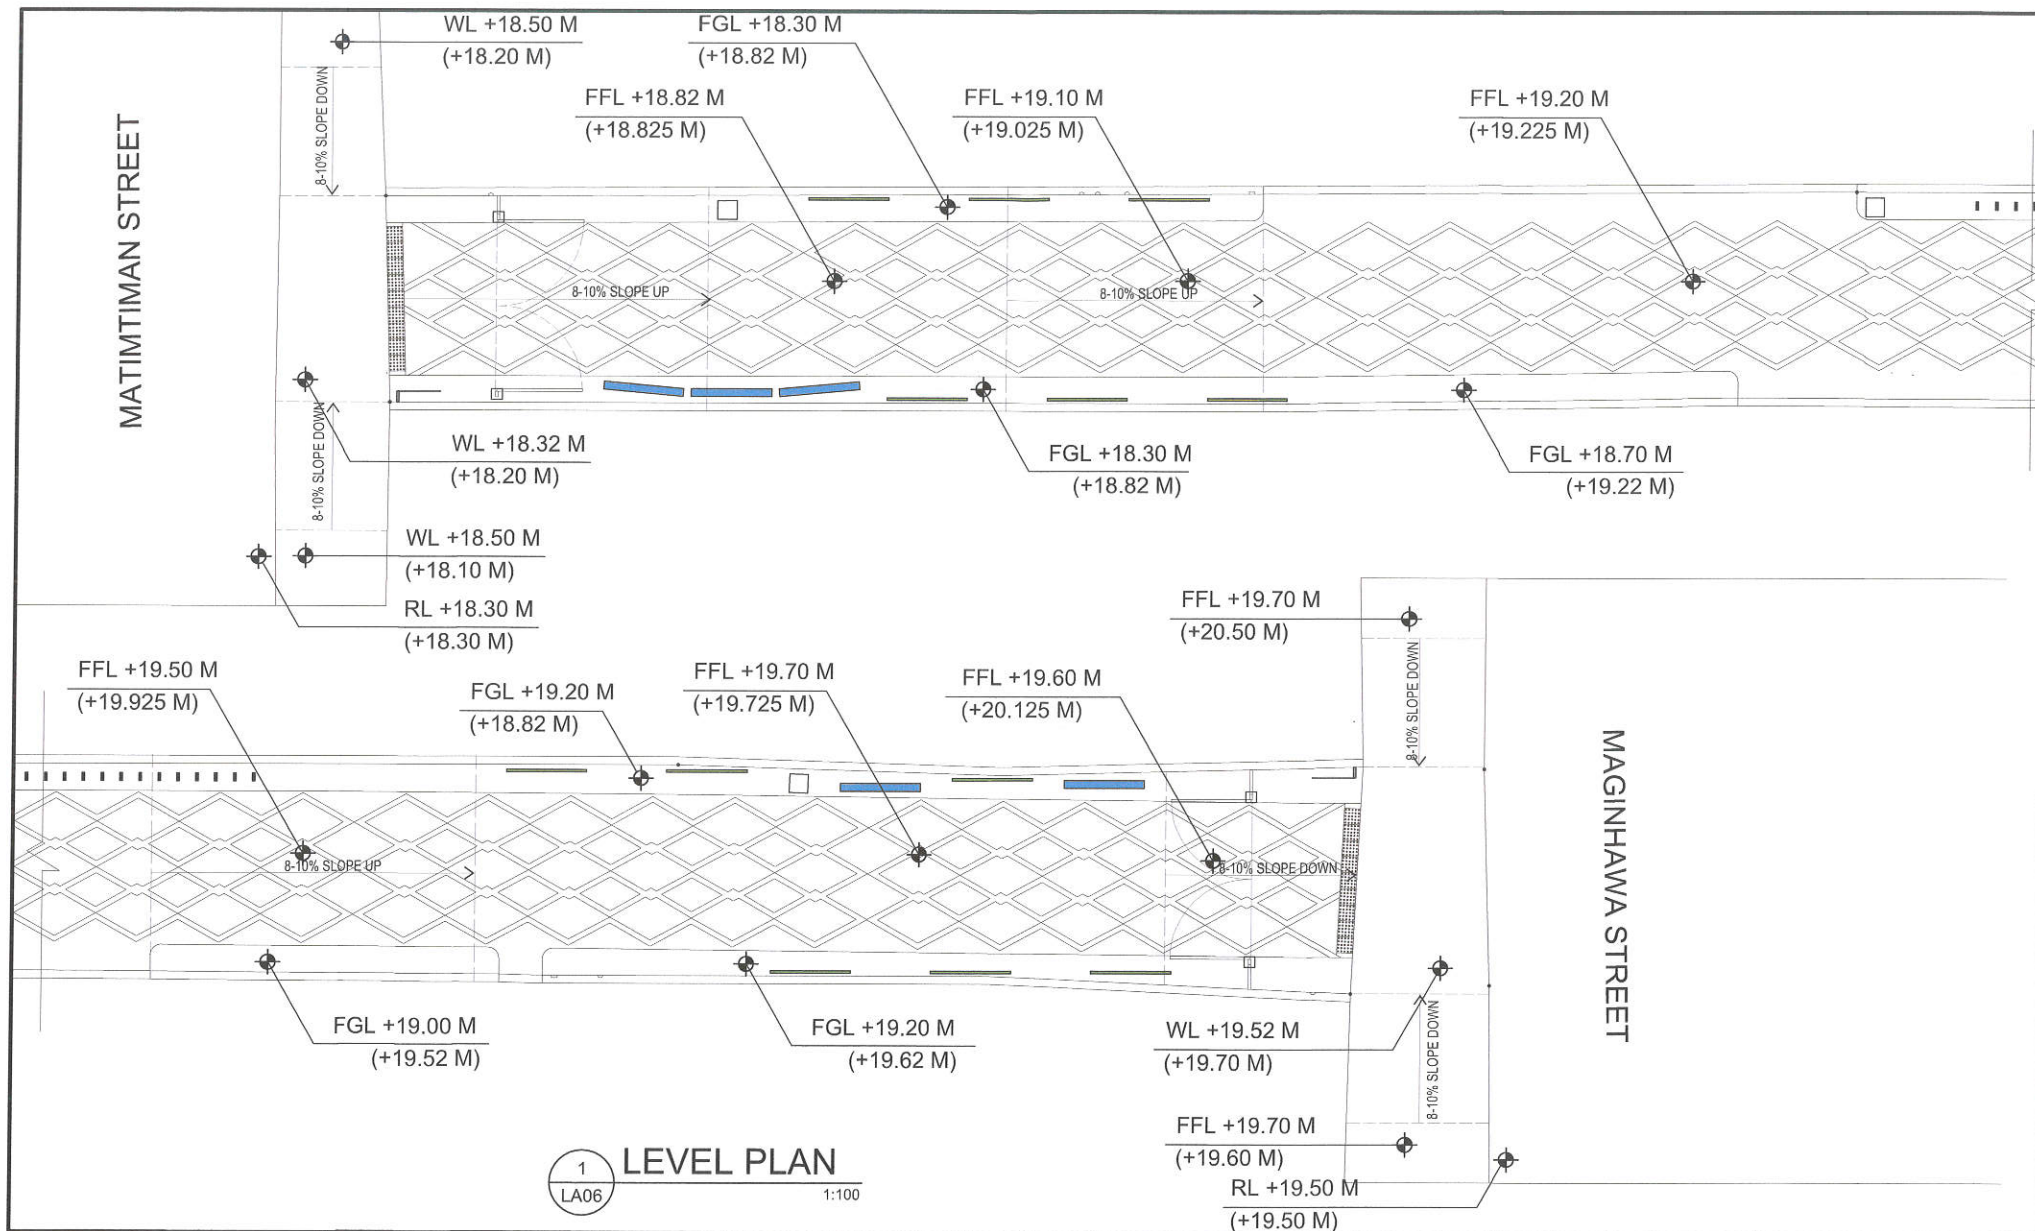 WL +18.50 M
(+18.20 M)
FGL +18.30 M
(+18.82 M)
FFL +18.82 M
(+18.825 M)
FFL +19.10 M
(+19.025 M)
FFL +19.20 M
(+19.225 M)
8-10% SLOPE DOWN
MATIMTIMAN STREET
8-10% SLOPE UP
8-10% SLOPE UP
8-10% SLOPE DOWN
WL +18.32 M
(+18.20 M)
FGL +18.30 M
(+18.82 M)
FGL +18.70 M
(+19.22 M)
WL +18.50 M
(+18.10 M)
RL +18.30 M
(+18.30 M)
FFL +19.70 M
(+20.50 M)
FFL +19.50 M
(+19.925 M)
FGL +19.20 M
(+18.82 M)
FFL +19.70 M
(+19.725 M)
FFL +19.60 M
(+20.125 M)
8-10% SLOPE DOWN
MAGINHAWA STREET
8-10% SLOPE UP
8-10% SLOPE DOWN
FGL +19.00 M
(+19.52 M)
FGL +19.20 M
(+19.62 M)
WL +19.52 M
(+19.70 M)
8-10% SLOPE DOWN
FFL +19.70 M
(+19.60 M)
RL +19.50 M
(+19.50 M)
1
LA06
LEVEL PLAN
1:100